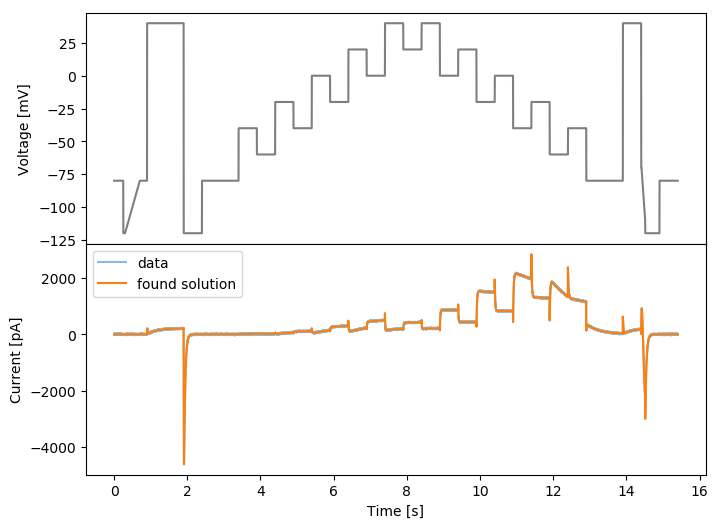 25
0
−25
−50
−75
−100
−125
Voltage [mV]
data
found solution
2000
0
−2000
−4000
Current [pA]
0 2 4 6 8 10 12 14 16
Time [s]